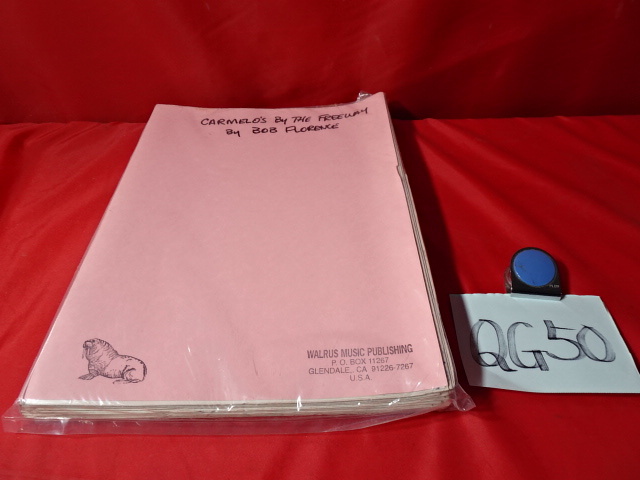 CARMELO'S By THE FREEWAY
By BOB FLORENCE
WALRUS MUSIC PUBLISHING
P.O. BOX 11267
GLENDALE, CA 91226-7267
U.S.A.
QG50